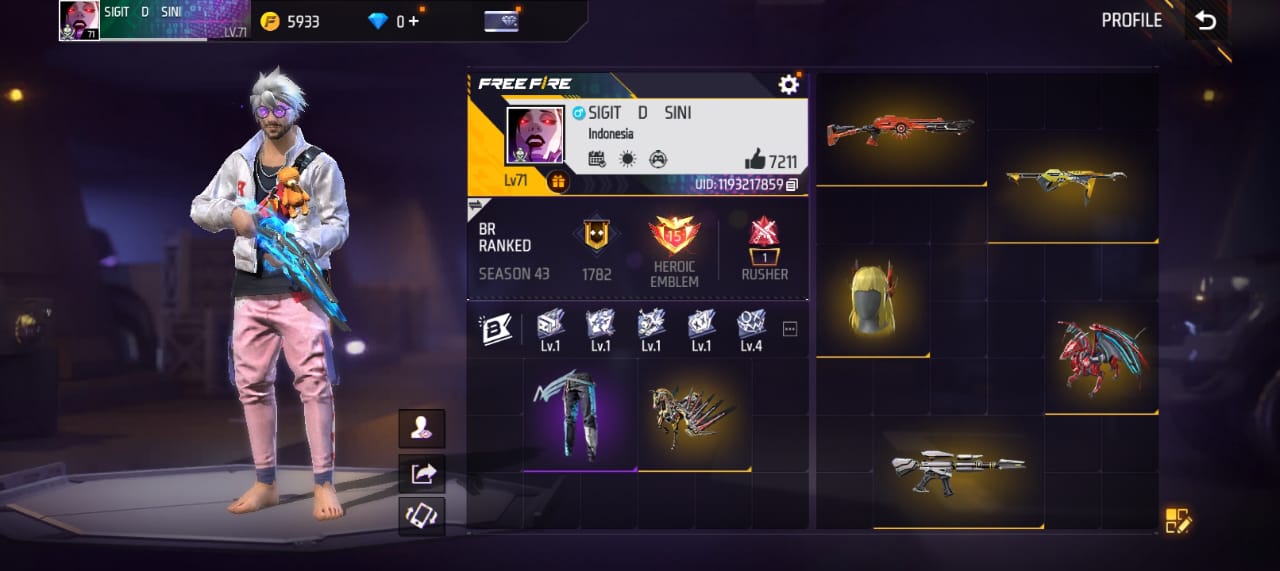 SIGIT D SINI
71
LV.71
5933
0 +
PROFILE
FREE FIRE
SIGIT D SINI
Indonesia
7211
Lv71
UID:1193217859
BR
RANKED
SEASON 43
1782
15
HEROIC
EMBLEM
1
RUSHER
B
Lv.1
Lv.1
Lv.1
Lv.1
Lv.4